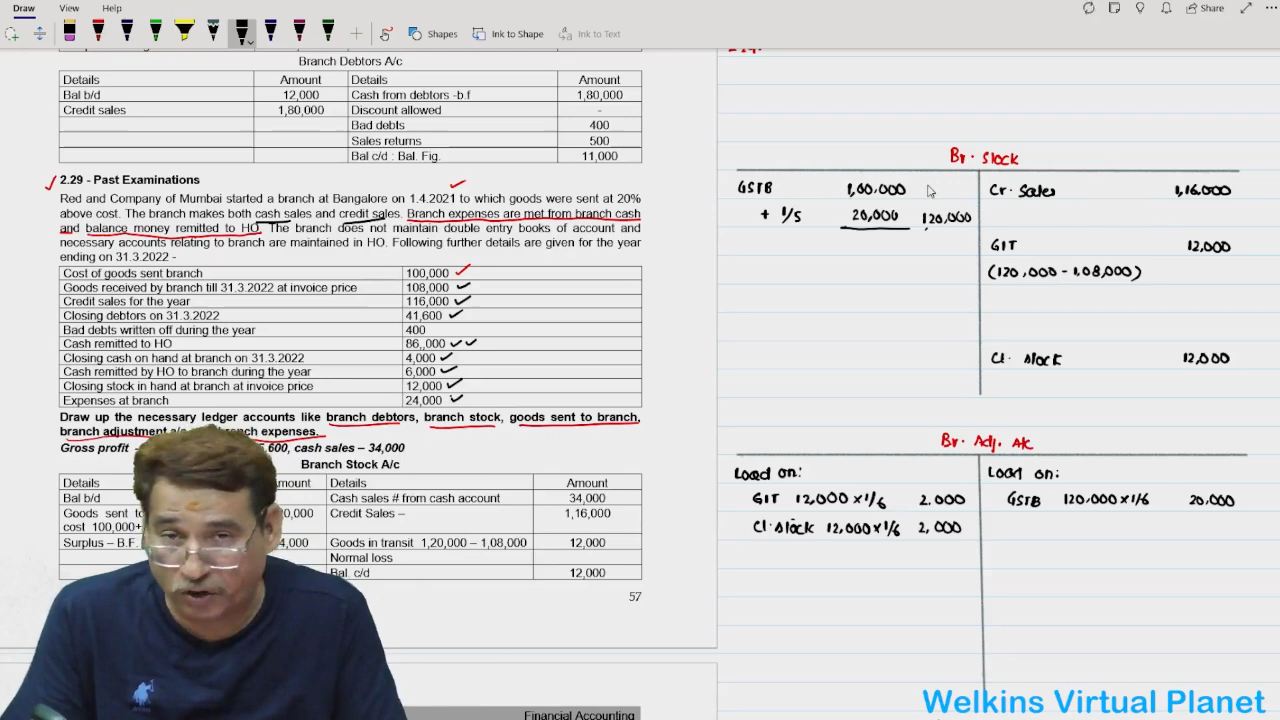 Draw View Help
Share
Shapes Ink to Shape Ink to Text
Branch Debtors A/c
Details Amount Details Amount
Bal b/d 12,000 Cash from debtors -b.f 1,80,000
Credit sales 1,80,000 Discount allowed -
Bad debts 400
Sales returns 500
Bal c/d : Bal. Fig. 11,000
2.29 - Past Examinations
Red and Company of Mumbai started a branch at Bangalore on 1.4.2021 to which goods were sent at 20%
above cost. The branch makes both cash sales and credit sales. Branch expenses are met from branch cash
and balance money remitted to HO. The branch does not maintain double entry books of account and
necessary accounts relating to branch are maintained in HO. Following further details are given for the year
ending on 31.3.2022 -
Cost of goods sent branch 100,000
Goods received by branch till 31.3.2022 at invoice price 108,000
Credit sales for the year 116,000
Closing debtors on 31.3.2022 41,600
Bad debts written off during the year 400
Cash remitted to HO 86,,000
Closing cash on hand at branch on 31.3.2022 4,000
Cash remitted by HO to branch during the year 6,000
Closing stock in hand at branch at invoice price 12,000
Expenses at branch 24,000
Draw up the necessary ledger accounts like branch debtors, branch stock, goods sent to branch,
branch adjustment a/c branch expenses.
Gross profit 5,600, cash sales – 34,000
Branch Stock A/c
Details Amount Details Amount
Bal b/d Cash sales # from cash account 34,000
Goods sent to Credit Sales – 1,16,000
cost 100,000+
Surplus – B.F. 4,000 Goods in transit 1,20,000 – 1,08,000 12,000
Normal loss
Bal. c/d 12,000
57
Financial Accounting
Br. Stock
GSTB 1,00,000 Cr. Sales 1,16,000
+ 1/5 20,000 120,000
GIT 12,000
(120,000 - 1,08,000)
Cl. stock 12,000
Br. Adj. A/c
Load on: Load on:
GIT 12,000 x 1/6 2.000 GSTB 120,000 x 1/6 20,000
Cl. stock 12,000 x 1/6 2,000
Welkins Virtual Planet